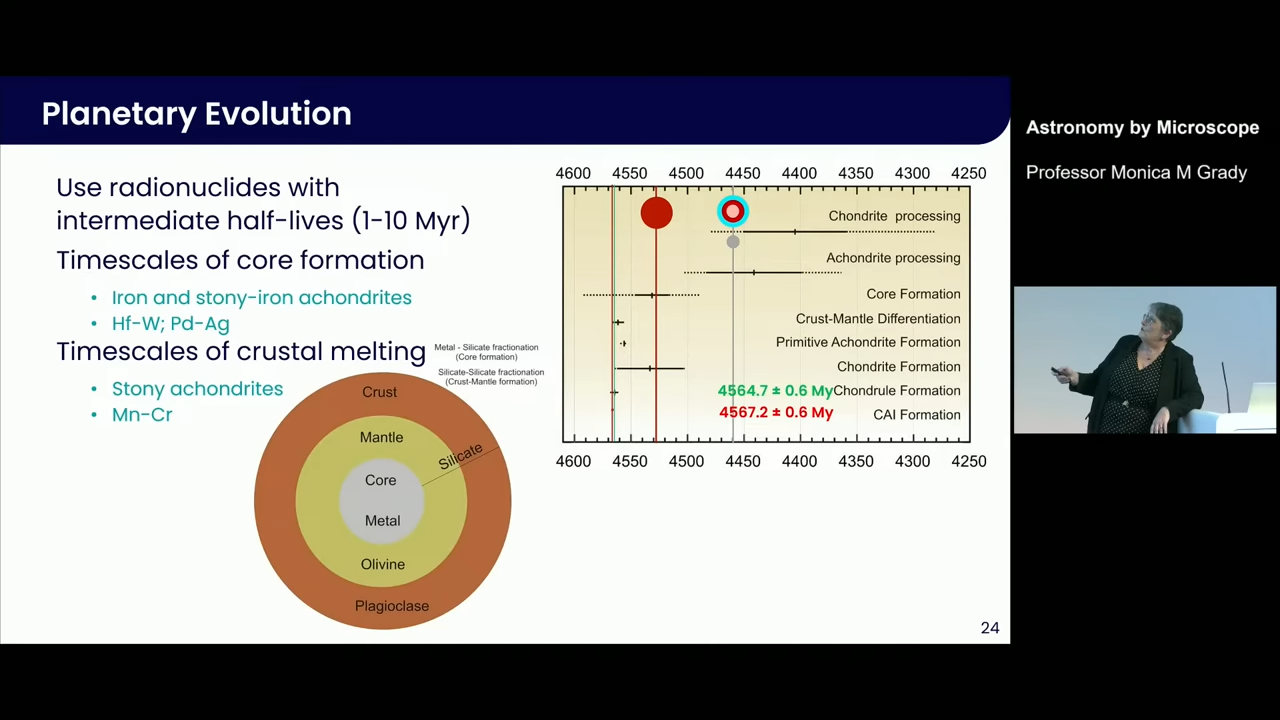 Planetary Evolution
Use radionuclides with
intermediate half-lives (1-10 Myr)
Timescales of core formation
• Iron and stony-iron achondrites
• Hf-W; Pd-Ag
Timescales of crustal melting
• Stony achondrites
• Mn-Cr
Metal - Silicate fractionation
(Core formation)
Silicate-Silicate fractionation
(Crust-Mantle formation)
Crust
Mantle
Silicate
Core
Metal
Olivine
Plagioclase
4600 4550 4500 4450 4400 4350 4300 4250
Chondrite processing
Achondrite processing
Core Formation
Crust-Mantle Differentiation
Primitive Achondrite Formation
Chondrite Formation
4564.7 ± 0.6 My Chondrule Formation
4567.2 ± 0.6 My CAI Formation
4600 4550 4500 4450 4400 4350 4300 4250
24
Astronomy by Microscope
Professor Monica M Grady